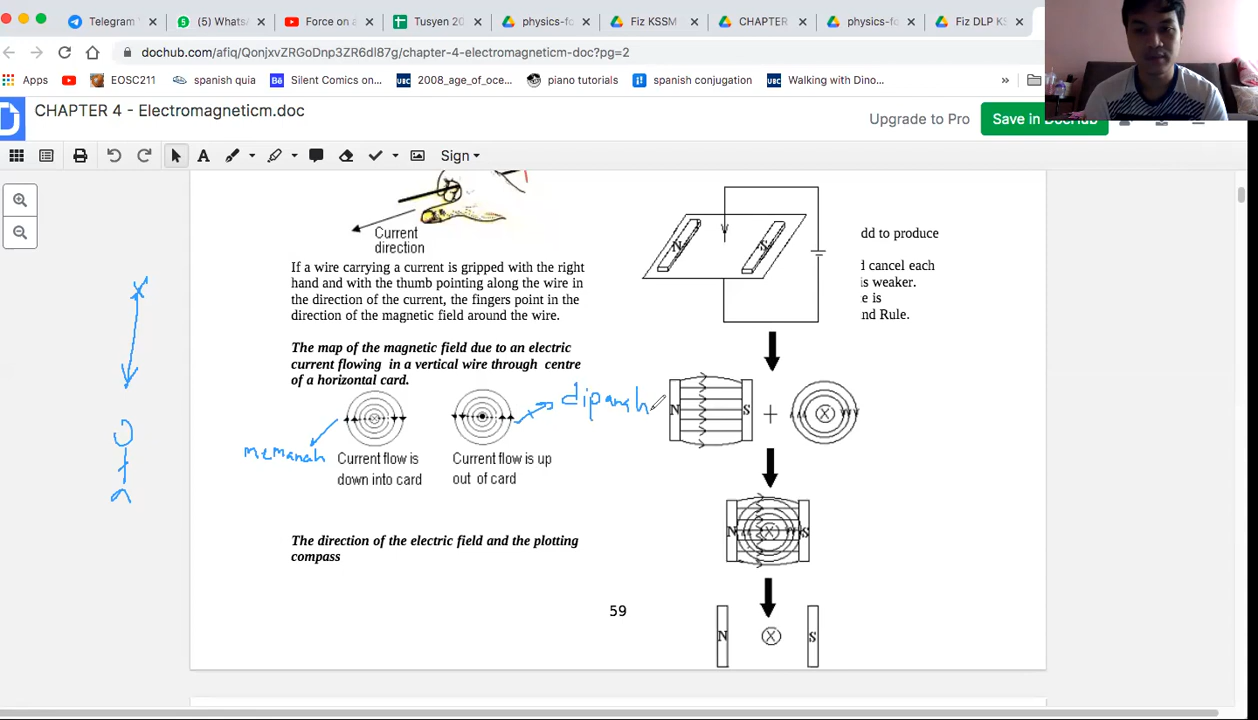 Telegram
(5) Whats
Force on a
Tusyen 20
physics-fo
Fiz KSSM
CHAPTER
physics-fo
Fiz DLP KS
dochub.com/afiq/QonjxvZRGoDnp3ZR6dl87g/chapter-4-electromagneticm-doc?pg=2
Apps
EOSC211
spanish quia
Bē Silent Comics on...
UBC 2008_age_of_oce...
piano tutorials
spanish conjugation
UBC Walking with Dino...
»
CHAPTER 4 - Electromagneticm.doc
Upgrade to Pro
Save in DocHub
A
Sign
Current
direction
If a wire carrying a current is gripped with the right
hand and with the thumb pointing along the wire in
the direction of the current, the fingers point in the
direction of the magnetic field around the wire.
The map of the magnetic field due to an electric
current flowing in a vertical wire through centre
of a horizontal card.
memanah
dipanah
Current flow is
down into card
Current flow is up
out of card
The direction of the electric field and the plotting
compass
N S
dd to produce
d cancel each
is weaker.
e is
nd Rule.
N S + X
N X S
N X S
59